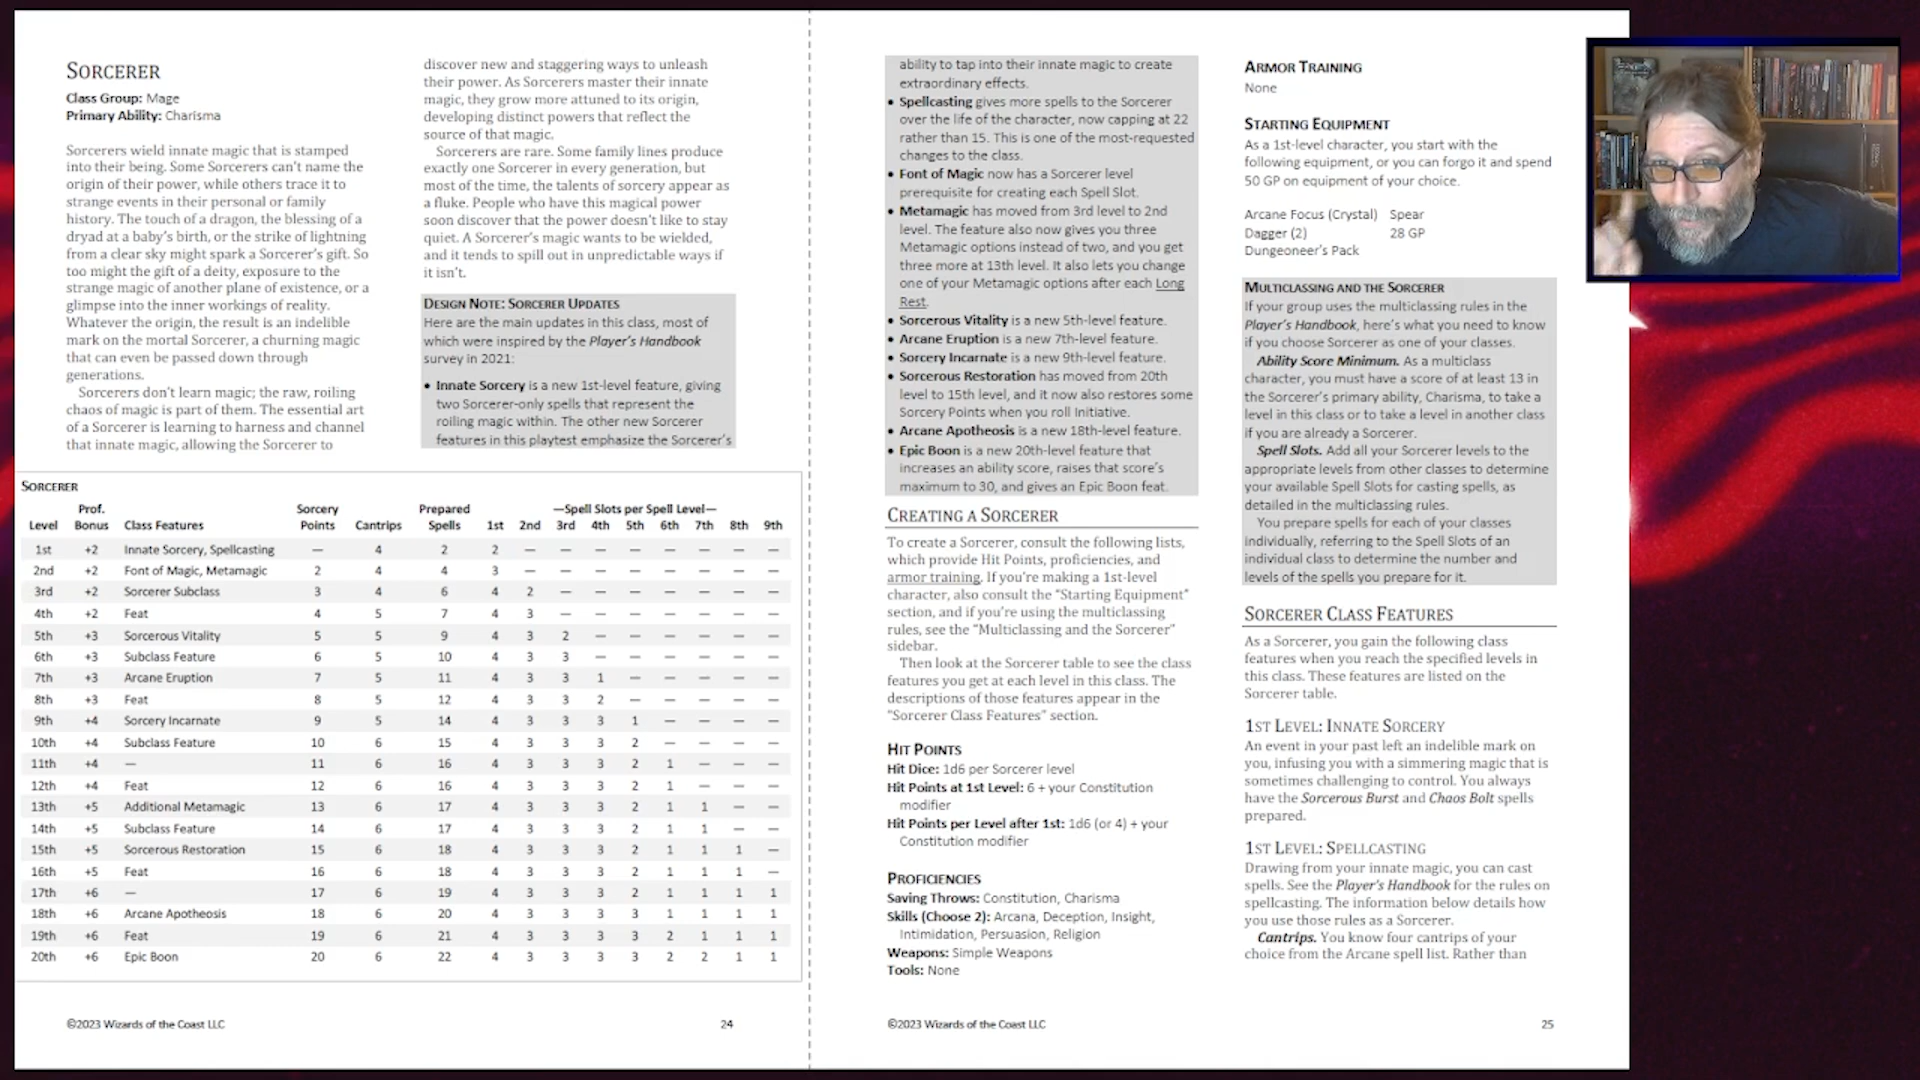 SORCERER
Class Group: Mage
Primary Ability: Charisma
Sorcerers wield innate magic that is stamped
into their being. Some Sorcerers can't name the
origin of their power, while others trace it to
strange events in their personal or family
history. The touch of a dragon, the blessing of a
dryad at a baby's birth, or the strike of lightning
from a clear sky might spark a Sorcerer's gift. So
too might the gift of a deity, exposure to the
strange magic of another plane of existence, or a
glimpse into the inner workings of reality.
Whatever the origin, the result is an indelible
mark on the mortal Sorcerer, a churning magic
that can even be passed down through
generations.
Sorcerers don't learn magic; the raw, roiling
chaos of magic is part of them. The essential art
of a Sorcerer is learning to harness and channel
that innate magic, allowing the Sorcerer to
discover new and staggering ways to unleash
their power. As Sorcerers master their innate
magic, they grow more attuned to its origin,
developing distinct powers that reflect the
source of that magic.
Sorcerers are rare. Some family lines produce
exactly one Sorcerer in every generation, but
most of the time, the talents of sorcery appear as
a fluke. People who have this magical power
soon discover that the power doesn't like to stay
quiet. A Sorcerer's magic wants to be wielded,
and it tends to spill out in unpredictable ways if
it isn't.
DESIGN NOTE: SORCERER UPDATES
Here are the main updates in this class, most of
which were inspired by the Player's Handbook
survey in 2021:
• Innate Sorcery is a new 1st-level feature, giving
two Sorcerer-only spells that represent the
roiling magic within. The other new Sorcerer
features in this playtest emphasize the Sorcerer's
SORCERER
Prof. Sorcery Prepared —Spell Slots per Spell Level—
Level Bonus Class Features Points Cantrips Spells 1st 2nd 3rd 4th 5th 6th 7th 8th 9th
1st +2 Innate Sorcery, Spellcasting — 4 2 2 — — — — — — — —
2nd +2 Font of Magic, Metamagic 2 4 4 3 — — — — — — — —
3rd +2 Sorcerer Subclass 3 4 6 4 2 — — — — — — —
4th +2 Feat 4 5 7 4 3 — — — — — — —
5th +3 Sorcerous Vitality 5 5 9 4 3 2 — — — — — —
6th +3 Subclass Feature 6 5 10 4 3 3 — — — — — —
7th +3 Arcane Eruption 7 5 11 4 3 3 1 — — — — —
8th +3 Feat 8 5 12 4 3 3 2 — — — — —
9th +4 Sorcery Incarnate 9 5 14 4 3 3 3 1 — — — —
10th +4 Subclass Feature 10 6 15 4 3 3 3 2 — — — —
11th +4 — 11 6 16 4 3 3 3 2 1 — — —
12th +4 Feat 12 6 16 4 3 3 3 2 1 — — —
13th +5 Additional Metamagic 13 6 17 4 3 3 3 2 1 1 — —
14th +5 Subclass Feature 14 6 17 4 3 3 3 2 1 1 — —
15th +5 Sorcerous Restoration 15 6 18 4 3 3 3 2 1 1 1 —
16th +5 Feat 16 6 18 4 3 3 3 2 1 1 1 —
17th +6 — 17 6 19 4 3 3 3 2 1 1 1 1
18th +6 Arcane Apotheosis 18 6 20 4 3 3 3 3 1 1 1 1
19th +6 Feat 19 6 21 4 3 3 3 3 2 1 1 1
20th +6 Epic Boon 20 6 22 4 3 3 3 3 2 2 1 1
©2023 Wizards of the Coast LLC 24
ability to tap into their innate magic to create
extraordinary effects.
• Spellcasting gives more spells to the Sorcerer
over the life of the character, now capping at 22
rather than 15. This is one of the most-requested
changes to the class.
• Font of Magic now has a Sorcerer level
prerequisite for creating each Spell Slot.
• Metamagic has moved from 3rd level to 2nd
level. The feature also now gives you three
Metamagic options instead of two, and you get
three more at 13th level. It also lets you change
one of your Metamagic options after each Long
Rest.
• Sorcerous Vitality is a new 5th-level feature.
• Arcane Eruption is a new 7th-level feature.
• Sorcery Incarnate is a new 9th-level feature.
• Sorcerous Restoration has moved from 20th
level to 15th level, and it now also restores some
Sorcery Points when you roll Initiative.
• Arcane Apotheosis is a new 18th-level feature.
• Epic Boon is a new 20th-level feature that
increases an ability score, raises that score's
maximum to 30, and gives an Epic Boon feat.
CREATING A SORCERER
To create a Sorcerer, consult the following lists,
which provide Hit Points, proficiencies, and
armor training. If you're making a 1st-level
character, also consult the "Starting Equipment"
section, and if you're using the multiclassing
rules, see the "Multiclassing and the Sorcerer"
sidebar.
Then look at the Sorcerer table to see the class
features you get at each level in this class. The
descriptions of those features appear in the
"Sorcerer Class Features" section.
HIT POINTS
Hit Dice: 1d6 per Sorcerer level
Hit Points at 1st Level: 6 + your Constitution
modifier
Hit Points per Level after 1st: 1d6 (or 4) + your
Constitution modifier
PROFICIENCIES
Saving Throws: Constitution, Charisma
Skills (Choose 2): Arcana, Deception, Insight,
Intimidation, Persuasion, Religion
Weapons: Simple Weapons
Tools: None
©2023 Wizards of the Coast LLC
ARMOR TRAINING
None
STARTING EQUIPMENT
As a 1st-level character, you start with the
following equipment, or you can forgo it and spend
50 GP on equipment of your choice.
Arcane Focus (Crystal) Spear
Dagger (2) 28 GP
Dungeoneer's Pack
MULTICLASSING AND THE SORCERER
If your group uses the multiclassing rules in the
Player's Handbook, here's what you need to know
if you choose Sorcerer as one of your classes.
Ability Score Minimum. As a multiclass
character, you must have a score of at least 13 in
the Sorcerer's primary ability, Charisma, to take a
level in this class or to take a level in another class
if you are already a Sorcerer.
Spell Slots. Add all your Sorcerer levels to the
appropriate levels from other classes to determine
your available Spell Slots for casting spells, as
detailed in the multiclassing rules.
You prepare spells for each of your classes
individually, referring to the Spell Slots of an
individual class to determine the number and
levels of the spells you prepare for it.
SORCERER CLASS FEATURES
As a Sorcerer, you gain the following class
features when you reach the specified levels in
this class. These features are listed on the
Sorcerer table.
1ST LEVEL: INNATE SORCERY
An event in your past left an indelible mark on
you, infusing you with a simmering magic that is
sometimes challenging to control. You always
have the Sorcerous Burst and Chaos Bolt spells
prepared.
1ST LEVEL: SPELLCASTING
Drawing from your innate magic, you can cast
spells. See the Player's Handbook for the rules on
spellcasting. The information below details how
you use those rules as a Sorcerer.
Cantrips. You know four cantrips of your
choice from the Arcane spell list. Rather than
25